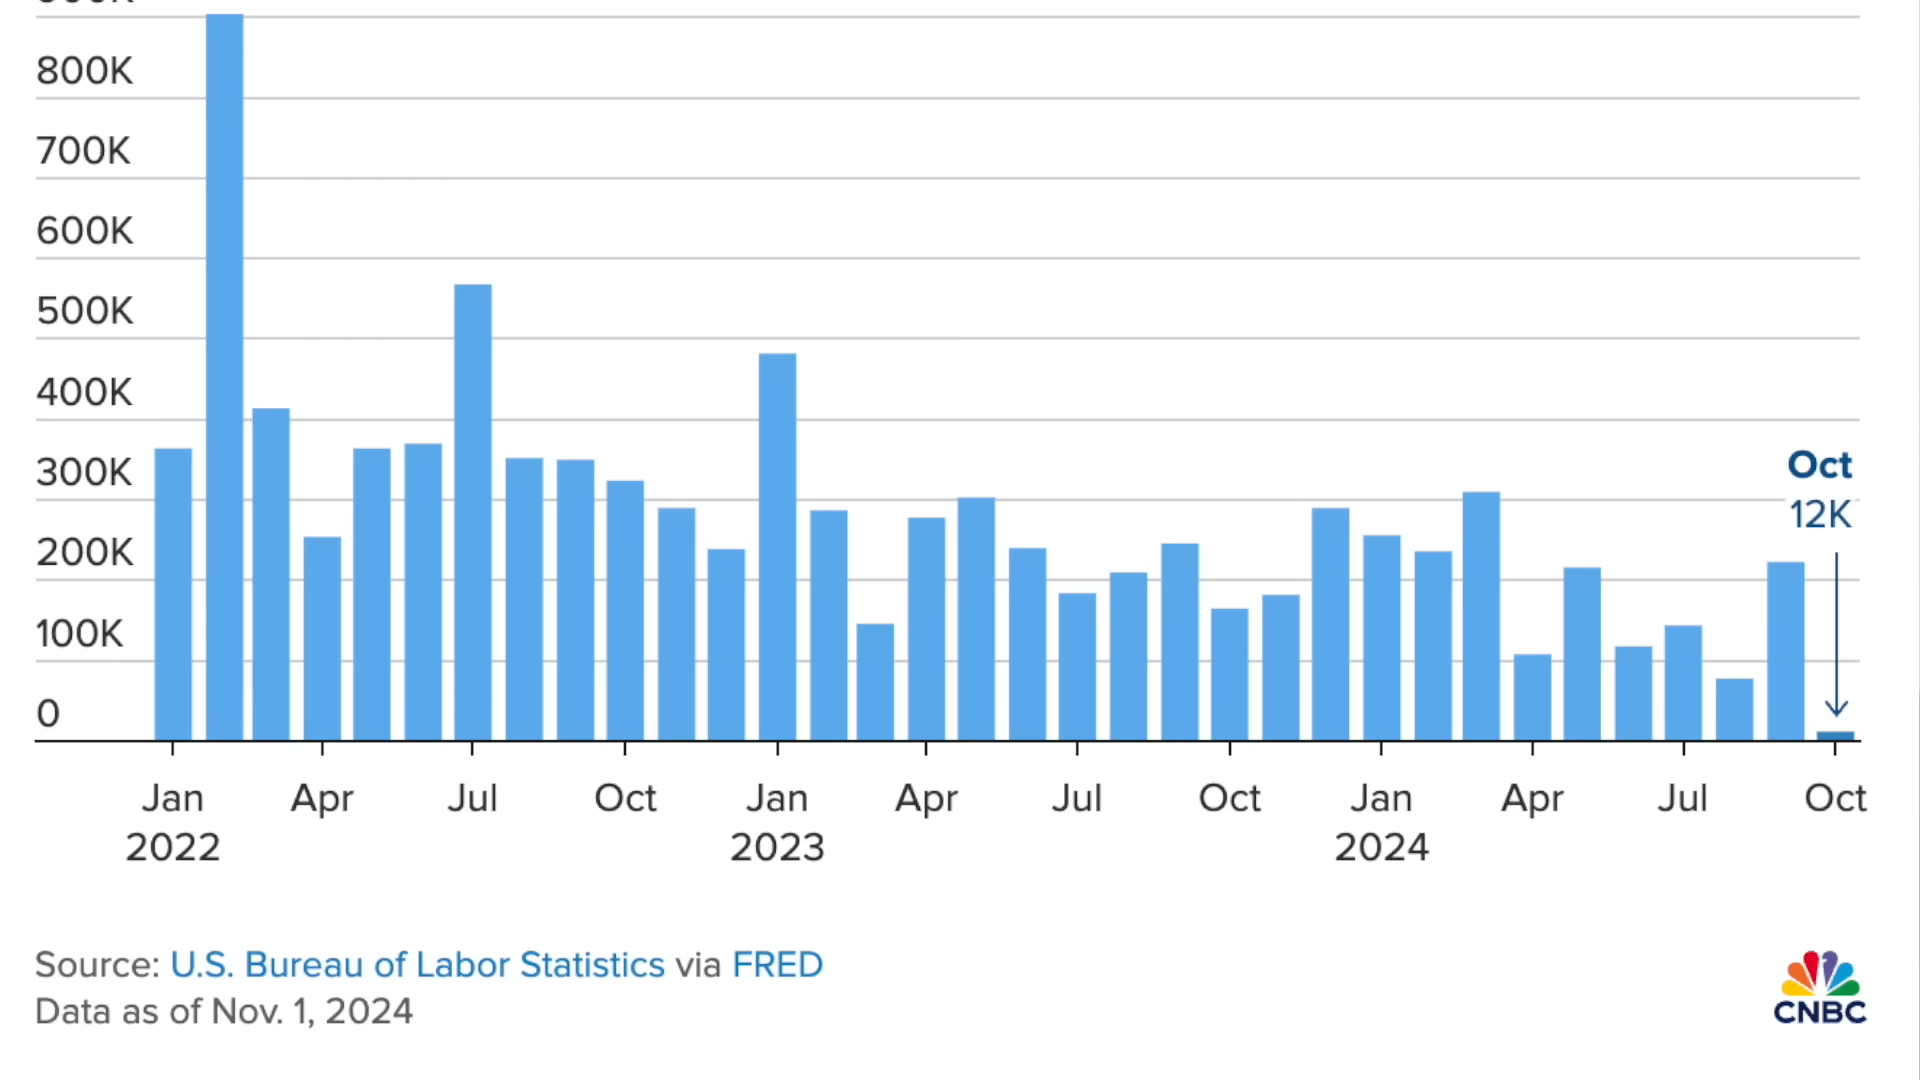 800K
700K
600K
500K
400K
300K
200K
100K
0
Oct
12K
Jan Apr Jul Oct Jan Apr Jul Oct Jan Apr Jul Oct
2022 2023 2024
Source: U.S. Bureau of Labor Statistics via FRED
Data as of Nov. 1, 2024
CNBC